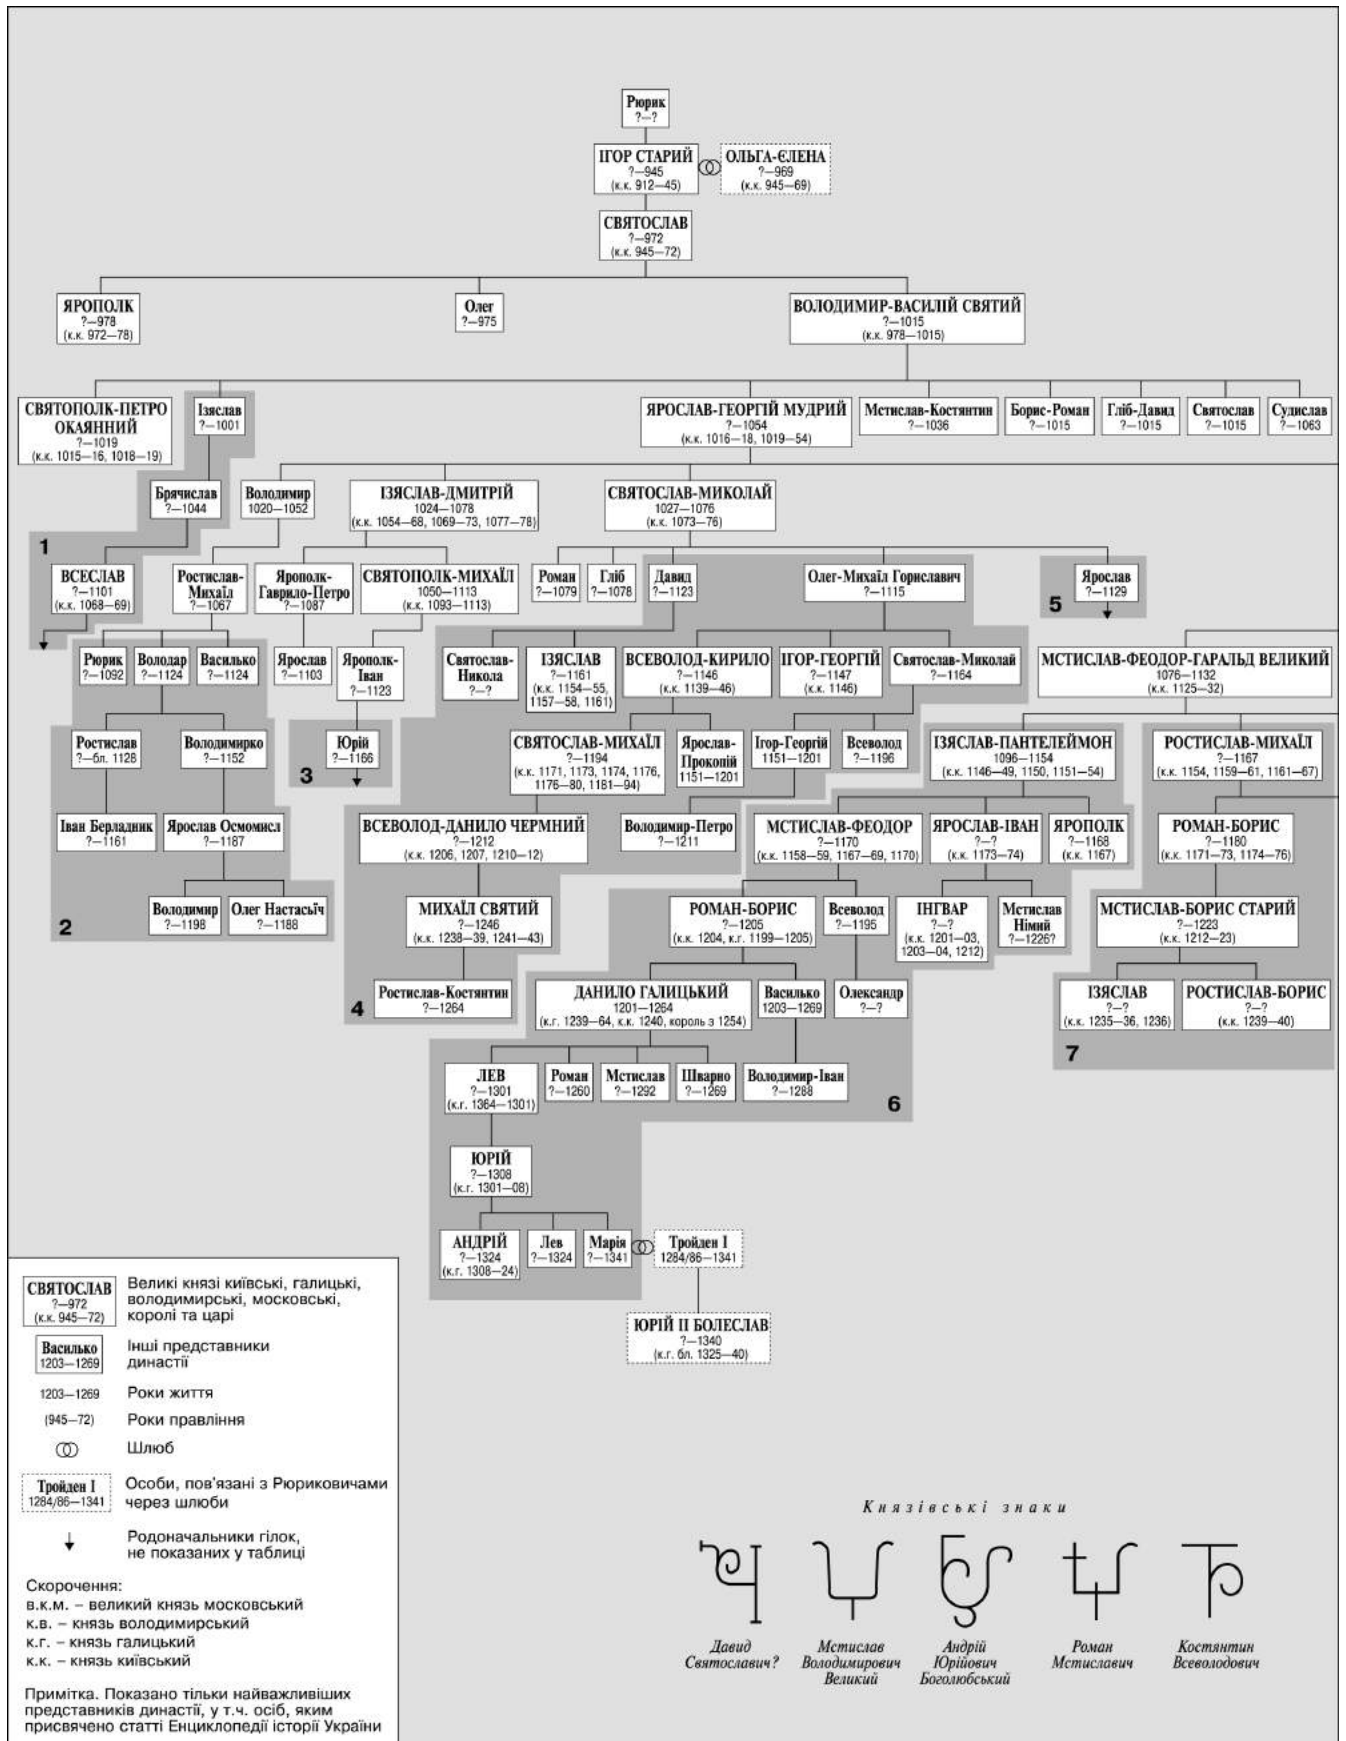 Рюрик
?—?
ІГОР СТАРИЙ
?—945
(к.к. 912—45)
ОЛЬГА-ЄЛЕНА
?—969
(к.к. 945—69)
СВЯТОСЛАВ
?—972
(к.к. 945—72)
ЯРОПОЛК
?—978
(к.к. 972—78)
Олег
?—975
ВОЛОДИМИР-ВАСИЛІЙ СВЯТИЙ
?—1015
(к.к. 978—1015)
СВЯТОПОЛК-ПЕТРО
ОКАЯННИЙ
?—1019
(к.к. 1015—16, 1018—19)
Ізяслав
?—1001
ЯРОСЛАВ-ГЕОРГІЙ МУДРИЙ
?—1054
(к.к. 1016—18, 1019—54)
Мстислав-Костянтин
?—1036
Борис-Роман
?—1015
Гліб-Давид
?—1015
Святослав
?—1015
Судислав
?—1063
Брячислав
?—1044
Володимир
1020—1052
ІЗЯСЛАВ-ДМИТРІЙ
1024—1078
(к.к. 1054—68, 1069—73, 1077—78)
СВЯТОСЛАВ-МИКОЛАЙ
1027—1076
(к.к. 1073—76)
1
ВСЕСЛАВ
?—1101
(к.к. 1068—69)
Ростислав-
Михаїл
?—1067
Ярополк-
Гаврило-Петро
?—1087
СВЯТОПОЛК-МИХАЇЛ
1050—1113
(к.к. 1093—1113)
Роман
?—1079
Гліб
?—1078
Давид
?—1123
Олег-Михаїл Гориславич
?—1115
5
Ярослав
?—1129
Рюрик
?—1092
Володар
?—1124
Василько
?—1124
Ярослав
?—1103
Ярополк-
Іван
?—1123
Святослав-
Никола
?—?
ІЗЯСЛАВ
?—1161
(к.к. 1154—55,
1157—58, 1161)
ВСЕВОЛОД-КИРИЛО
?—1146
(к.к. 1139—46)
ІГОР-ГЕОРГІЙ
?—1147
(к.к. 1146)
Святослав-Миколай
?—1164
МСТИСЛАВ-ФЕОДОР-ГАРАЛЬД ВЕЛИКИЙ
1076—1132
(к.к. 1125—32)
Ростислав
?—бл. 1128
Володимирко
?—1152
3
Юрій
?—1166
СВЯТОСЛАВ-МИХАЇЛ
?—1194
(к.к. 1171, 1173, 1174, 1176,
1176—80, 1181—94)
Ярослав-
Прокопій
1151—1201
Ігор-Георгій
1151—1201
Всеволод
?—1196
ІЗЯСЛАВ-ПАНТЕЛЕЙМОН
1096—1154
(к.к. 1146—49, 1150, 1151—54)
РОСТИСЛАВ-МИХАЇЛ
?—1167
(к.к. 1154, 1159—61, 1161—67)
Іван Берладник
?—1161
Ярослав Осмомисл
?—1187
ВСЕВОЛОД-ДАНИЛО ЧЕРМНИЙ
?—1212
(к.к. 1206, 1207, 1210—12)
Володимир-Петро
?—1211
МСТИСЛАВ-ФЕОДОР
?—1170
(к.к. 1158—59, 1167—69, 1170)
ЯРОСЛАВ-ІВАН
?—?
(к.к. 1173—74)
ЯРОПОЛК
?—1168
(к.к. 1167)
РОМАН-БОРИС
?—1180
(к.к. 1171—73, 1174—76)
2
Володимир
?—1198
Олег Настасьїч
?—1188
МИХАЇЛ СВЯТИЙ
?—1246
(к.к. 1238—39, 1241—43)
РОМАН-БОРИС
?—1205
(к.к. 1204, к.г. 1199—1205)
Всеволод
?—1195
ІНГВАР
?—?
(к.к. 1201—03,
1203—04, 1212)
Мстислав
Німий
?—1226?
МСТИСЛАВ-БОРИС СТАРИЙ
?—1223
(к.к. 1212—23)
4
Ростислав-Костянтин
?—1264
ДАНИЛО ГАЛИЦЬКИЙ
1201—1264
(к.г. 1239—64, к.к. 1240, король з 1254)
Василько
1203—1269
Олександр
?—?
ІЗЯСЛАВ
?—?
(к.к. 1235—36, 1236)
РОСТИСЛАВ-БОРИС
?—?
(к.к. 1239—40)
7
ЛЕВ
?—1301
(к.г. 1364—1301)
Роман
?—1260
Мстислав
?—1292
Шварно
?—1269
Володимир-Іван
?—1288
6
ЮРІЙ
?—1308
(к.г. 1301—08)
АНДРІЙ
?—1324
(к.г. 1308—24)
Лев
?—1324
Марія
?—1341
Тройден І
1284/86—1341
ЮРІЙ ІІ БОЛЕСЛАВ
?—1340
(к.г. бл. 1325—40)
СВЯТОСЛАВ
?—972
(к.к. 945—72)
Великі князі київські, галицькі,
володимирські, московські,
королі та царі
Василько
1203—1269
Інші представники
династії
1203—1269
Роки життя
(945—72)
Роки правління
Шлюб
Тройден І
1284/86—1341
Особи, пов'язані з Рюриковичами
через шлюби
Родоначальники гілок,
не показаних у таблиці
Скорочення:
в.к.м. – великий князь московський
к.в. – князь володимирський
к.г. – князь галицький
к.к. – князь київський
Примітка. Показано тільки найважливіших
представників династії, у т.ч. осіб, яким
присвячено статті Енциклопедії історії України
Князівські знаки
Давид
Святославич?
Мстислав
Володимирович
Великий
Андрій
Юрійович
Боголюбський
Роман
Мстиславич
Костянтин
Всеволодович